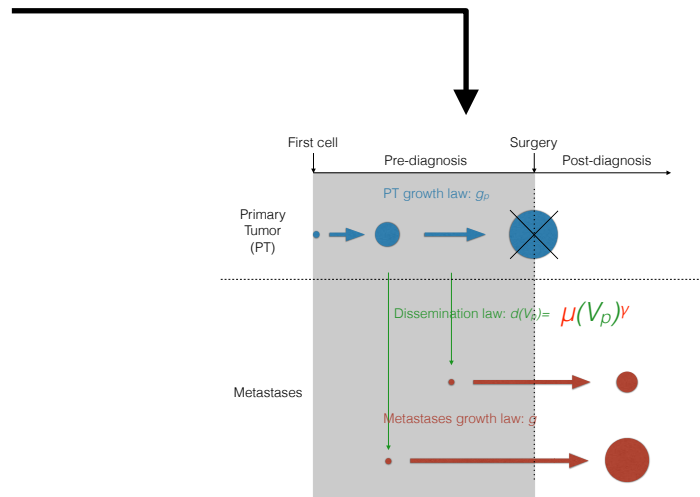 First cell
Surgery
Pre-diagnosis
Post-diagnosis
PT growth law: gₚ
Primary
Tumor
(PT)
Dissemination law: d(Vₚ)= μ(Vₚ)ᵞ
Metastases
Metastases growth law: g